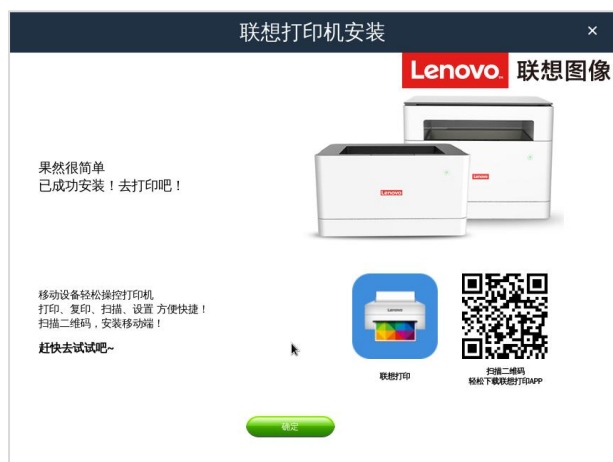 联想打印机安装
×
Lenovo 联想图像
果然很简单
已成功安装！去打印吧！
Lenovo
Lenovo
移动设备轻松操控打印机
打印、复印、扫描、设置 方便快捷！
扫描二维码，安装移动端！
赶快去试试吧~
Lenovo
联想打印
扫描二维码
轻松下载联想打印APP
确定